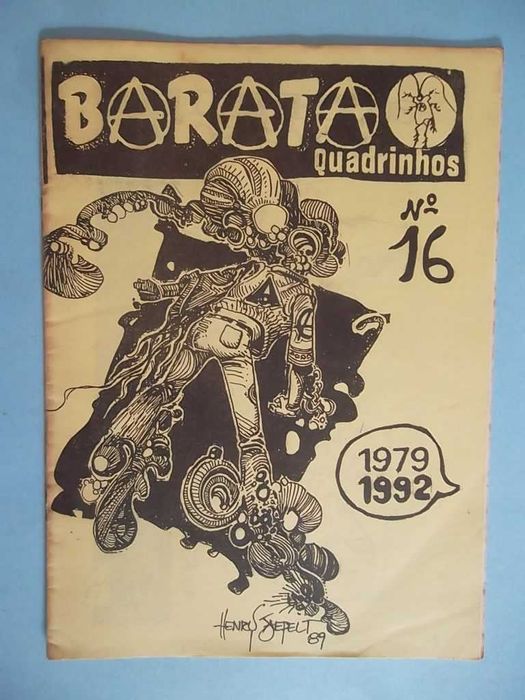 BARATA
Quadrinhos
Nº
16
1979
1992
HENRY JAEPELT
89